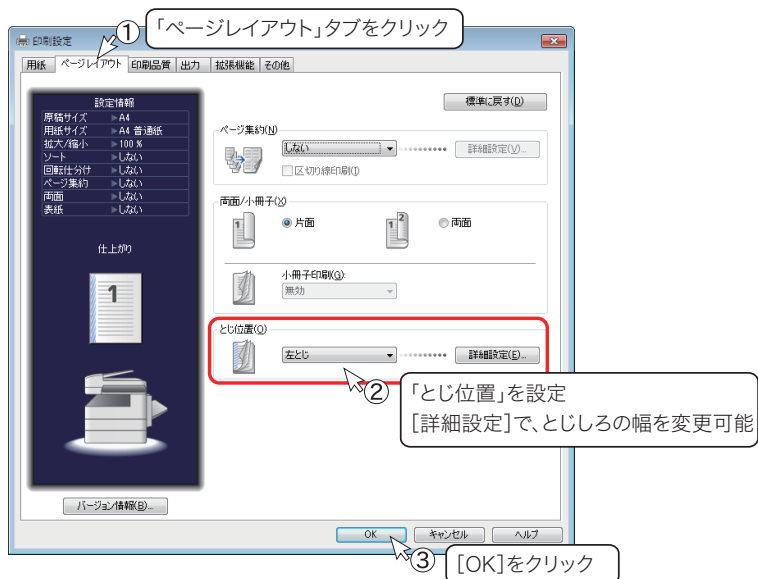 ①「ページレイアウト」タブをクリック
印刷設定
用紙 ページレイアウト 印刷品質 出力 拡張機能 その他
標準に戻す(D)
設定情報
原稿サイズ ▶A4
用紙サイズ ▶A4 普通紙
拡大/縮小 ▶100 %
ソート ▶しない
回転仕分け ▶しない
ページ集約 ▶しない
両面 ▶しない
表紙 ▶しない
仕上がり
1
バージョン情報(B)...
ページ集約(N)
しない 詳細設定(V)...
区切り線印刷(I)
両面/小冊子(X)
1 片面 1 2 両面
小冊子印刷(G):
無効
とじ位置(O)
左とじ 詳細設定(E)...
②「とじ位置」を設定
[詳細設定]で、とじしろの幅を変更可能
OK キャンセル ヘルプ
③[OK]をクリック